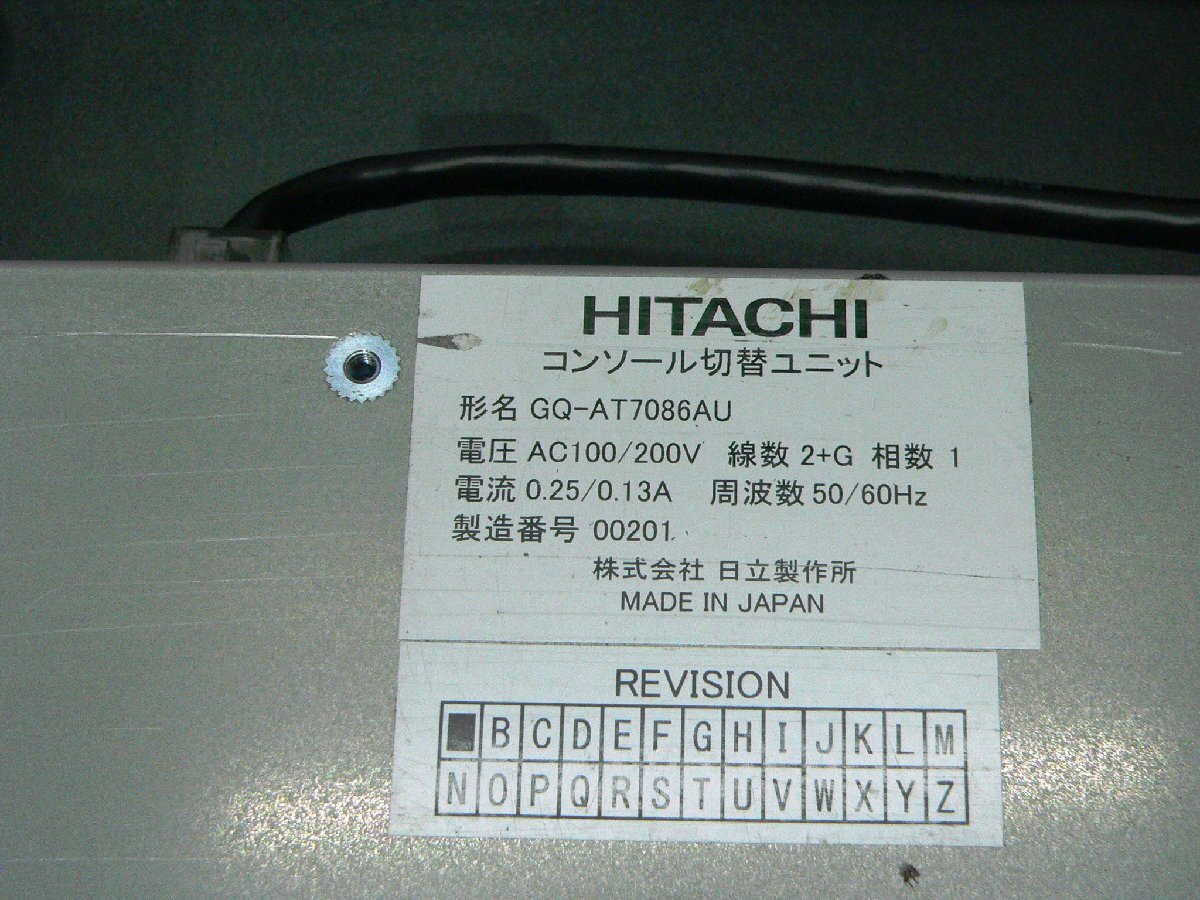 HITACHI
コンソール切替ユニット
形名 GQ-AT7086AU
電圧 AC100/200V 線数 2+G 相数 1
電流 0.25/0.13A 周波数 50/60Hz
製造番号 00201
株式会社 日立製作所
MADE IN JAPAN
REVISION
B C D E F G H I J K L M
N O P Q R S T U V W X Y Z